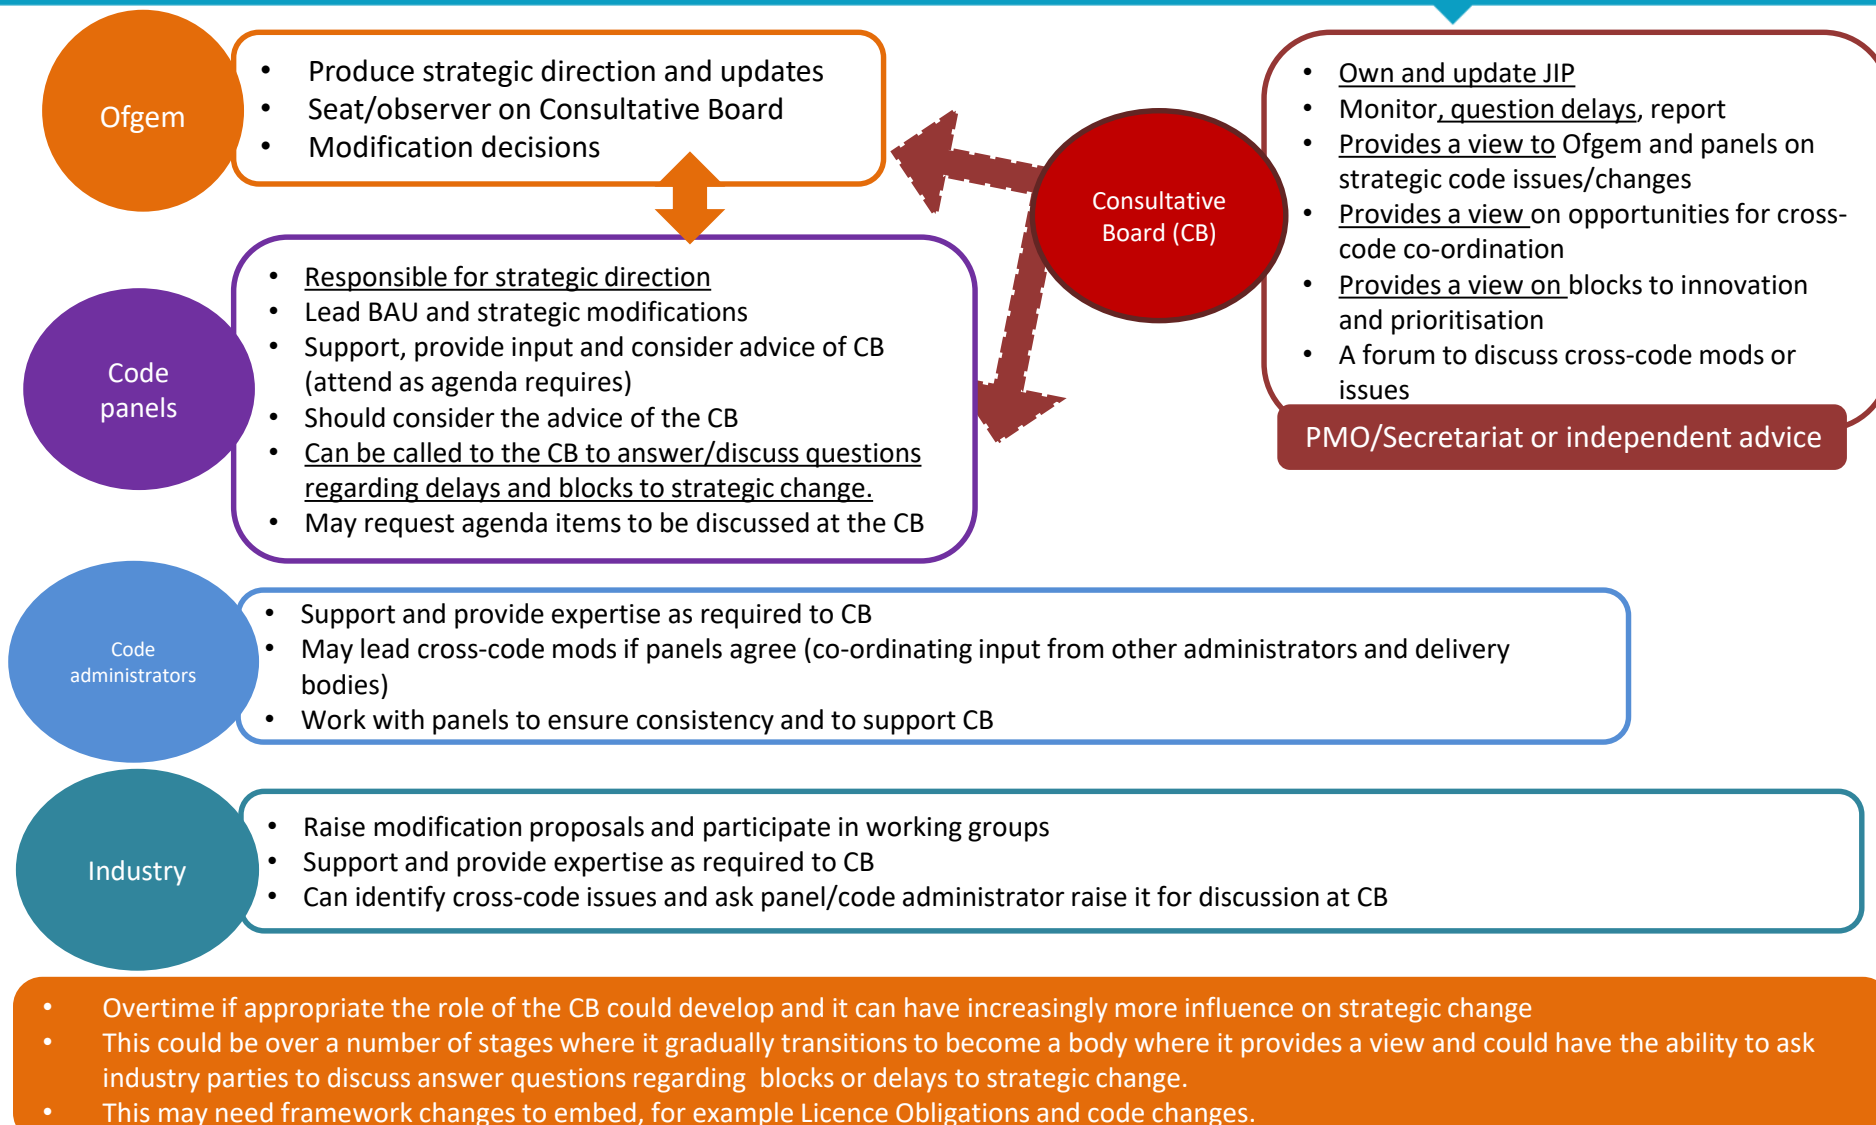 Ofgem
• Produce strategic direction and updates
• Seat/observer on Consultative Board
• Modification decisions
Consultative
Board (CB)
• Own and update JIP
• Monitor, question delays, report
• Provides a view to Ofgem and panels on
strategic code issues/changes
• Provides a view on opportunities for cross-
code co-ordination
• Provides a view on blocks to innovation
and prioritisation
• A forum to discuss cross-code mods or
issues
PMO/Secretariat or independent advice
Code
panels
• Responsible for strategic direction
• Lead BAU and strategic modifications
• Support, provide input and consider advice of CB
(attend as agenda requires)
• Should consider the advice of the CB
• Can be called to the CB to answer/discuss questions
regarding delays and blocks to strategic change.
• May request agenda items to be discussed at the CB
Code
administrators
• Support and provide expertise as required to CB
• May lead cross-code mods if panels agree (co-ordinating input from other administrators and delivery
bodies)
• Work with panels to ensure consistency and to support CB
Industry
• Raise modification proposals and participate in working groups
• Support and provide expertise as required to CB
• Can identify cross-code issues and ask panel/code administrator raise it for discussion at CB
• Overtime if appropriate the role of the CB could develop and it can have increasingly more influence on strategic change
• This could be over a number of stages where it gradually transitions to become a body where it provides a view and could have the ability to ask
industry parties to discuss answer questions regarding  blocks or delays to strategic change.
• This may need framework changes to embed, for example Licence Obligations and code changes.